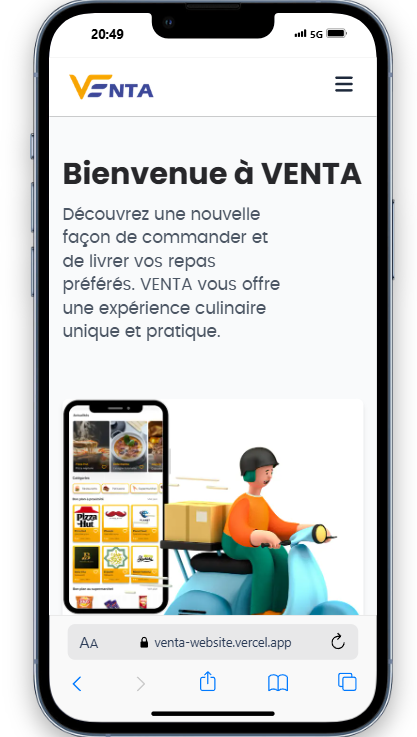 20:49
5G
VENTA
Bienvenue à VENTA
Découvrez une nouvelle
façon de commander et
de livrer vos repas
préférés. VENTA vous offre
une expérience culinaire
unique et pratique.
Pizza
Hut
AA
venta-website.vercel.app